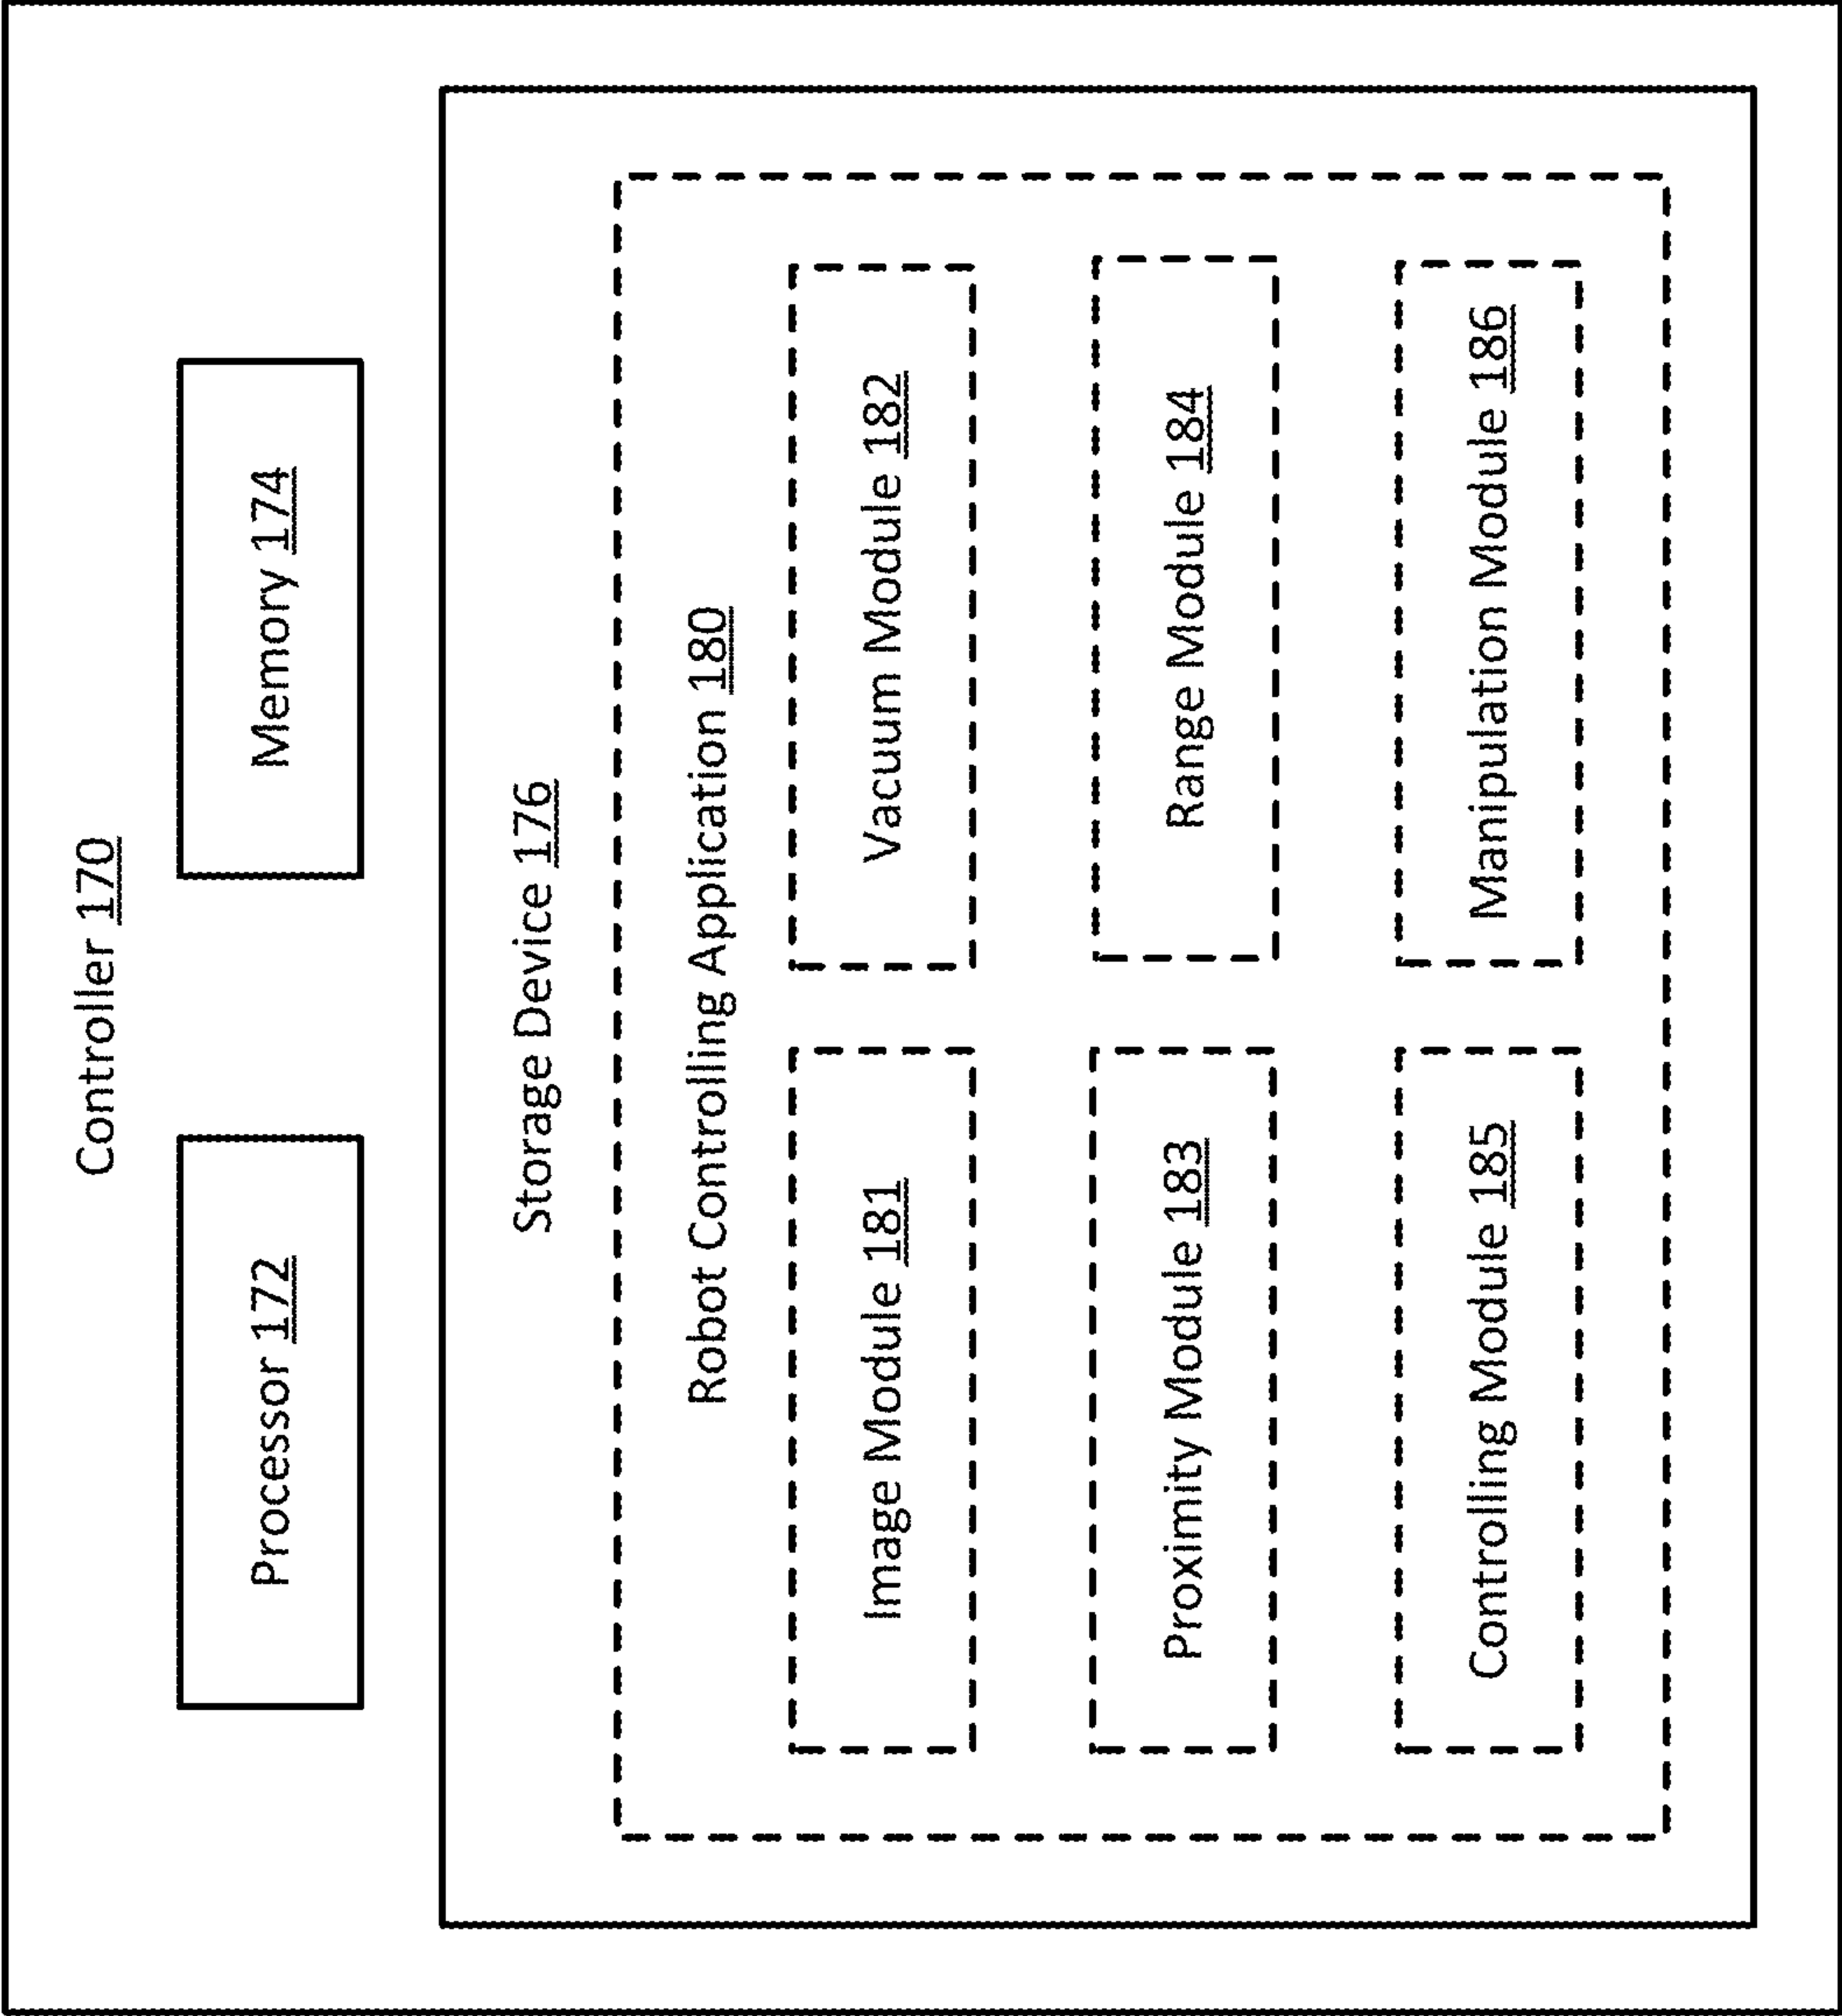 Controller 170
Processor 172
Memory 174
Storage Device 176
Robot Controlling Application 180
Image Module 181
Vacuum Module 182
Proximity Module 183
Range Module 184
Controlling Module 185
Manipulation Module 186